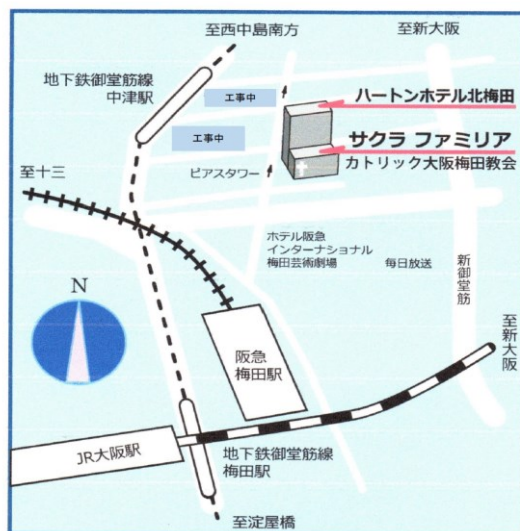 至西中島南方
至新大阪
地下鉄御堂筋線
中津駅
工事中
ハートンホテル北梅田
工事中
サクラ ファミリア
カトリック大阪梅田教会
至十三
ピアスタワー
ホテル阪急
インターナショナル
梅田芸術劇場
毎日放送
新御堂筋
N
至新大阪
阪急
梅田駅
JR大阪駅
地下鉄御堂筋線
梅田駅
至淀屋橋